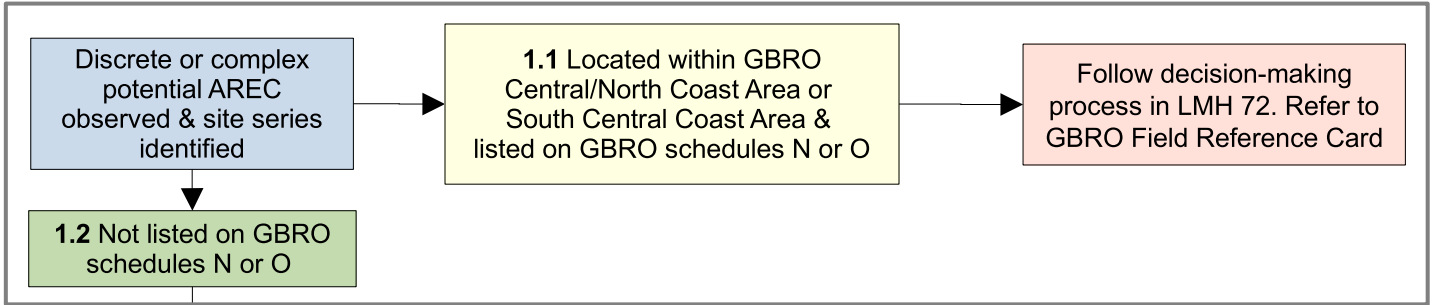 Discrete or complex
potential AREC
observed & site series
identified
1.1 Located within GBRO
Central/North Coast Area or
South Central Coast Area &
listed on GBRO schedules N or O
Follow decision-making
process in LMH 72. Refer to
GBRO Field Reference Card
1.2 Not listed on GBRO
schedules N or O